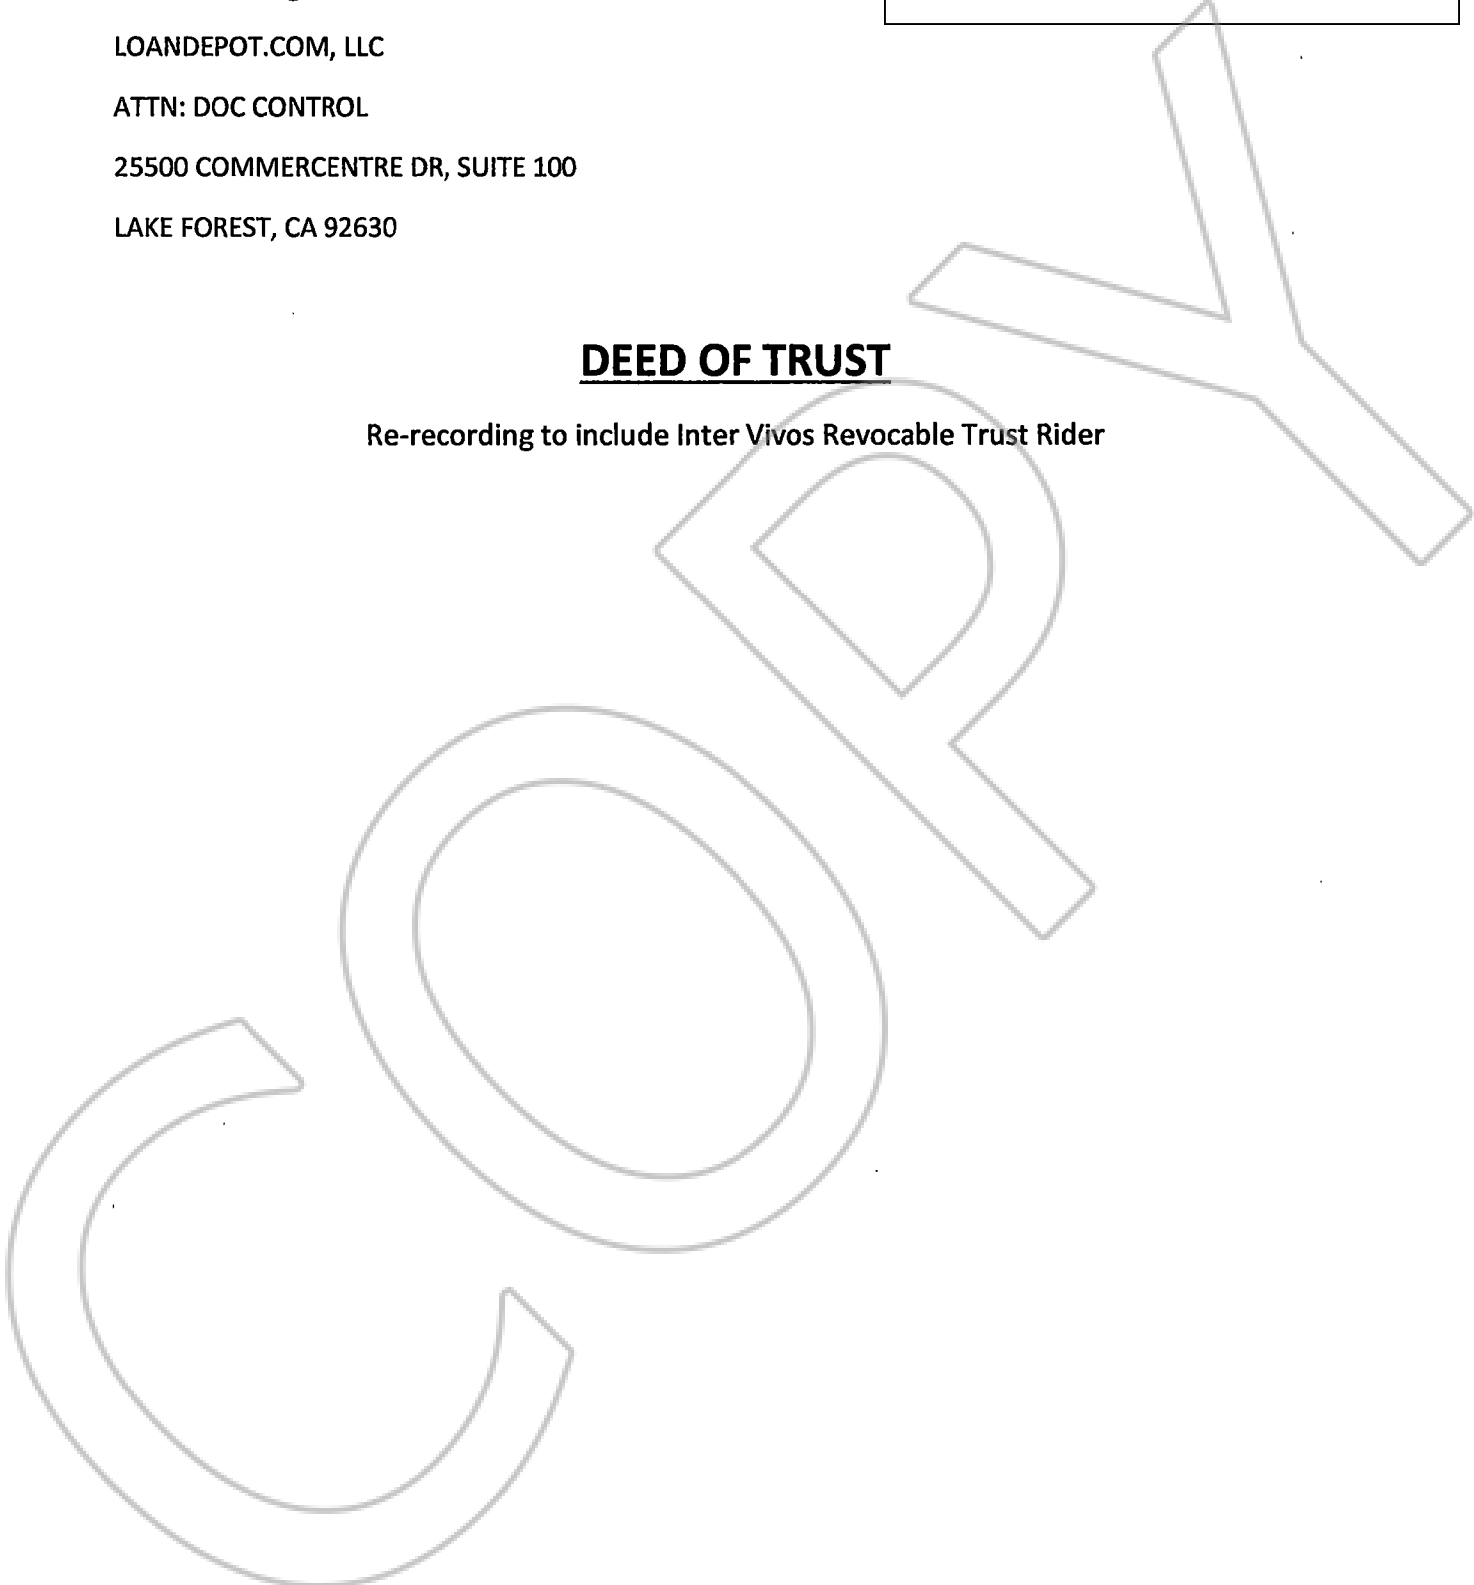 LOANDEPOT.COM, LLC
ATTN: DOC CONTROL
25500 COMMERCENTRE DR, SUITE 100
LAKE FOREST, CA 92630
DEED OF TRUST
Re-recording to include Inter Vivos Revocable Trust Rider
COPY